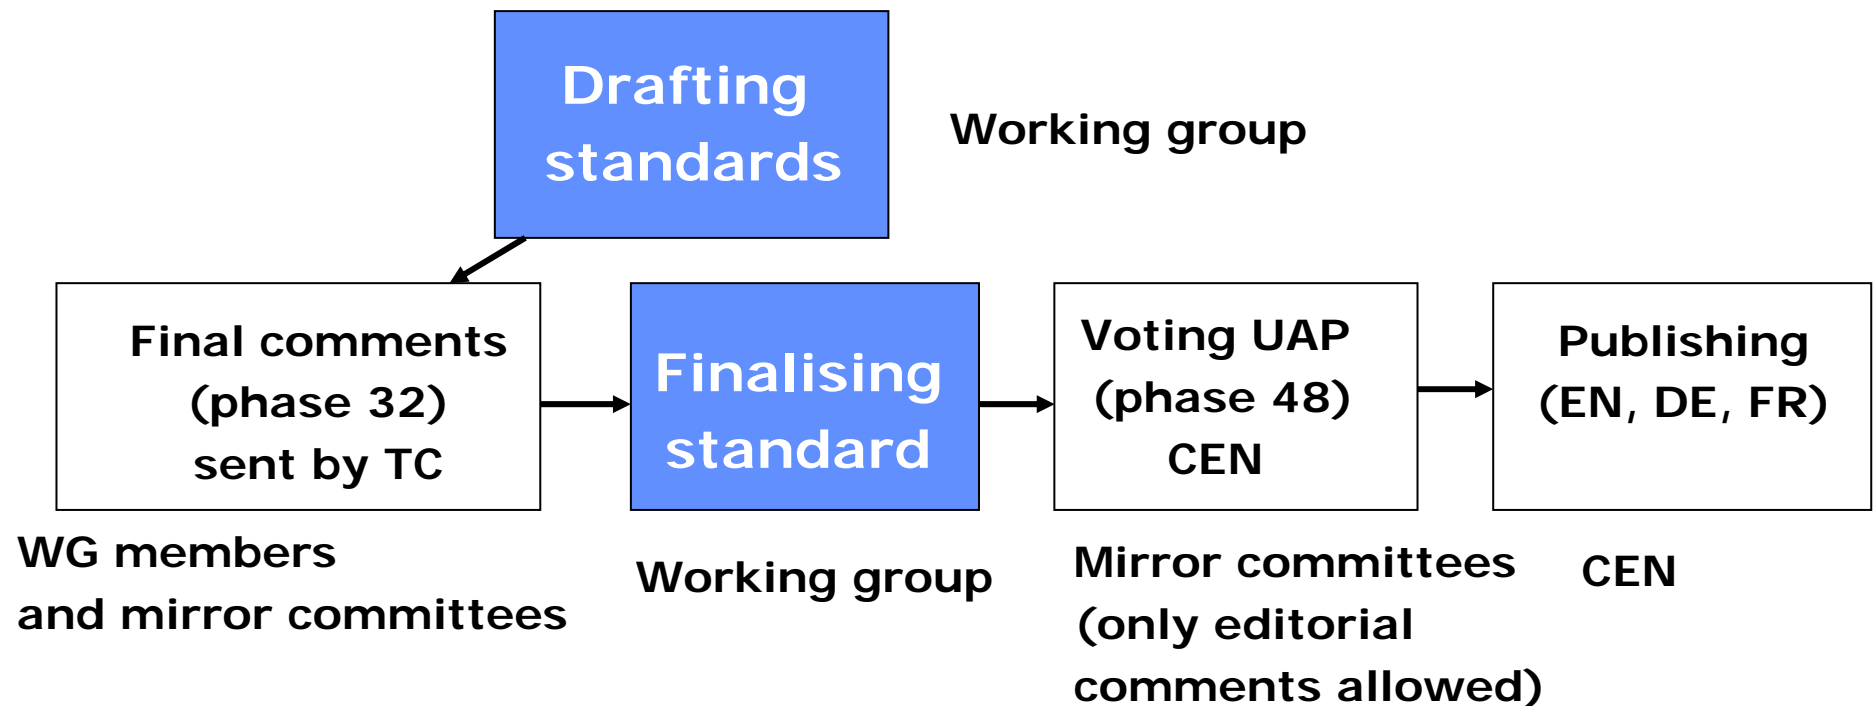 Drafting
standards
Working group
Final comments
(phase 32)
sent by TC
WG members
and mirror committees
Finalising
standard
Working group
Voting UAP
(phase 48)
CEN
Mirror committees
(only editorial
comments allowed)
Publishing
(EN, DE, FR)
CEN